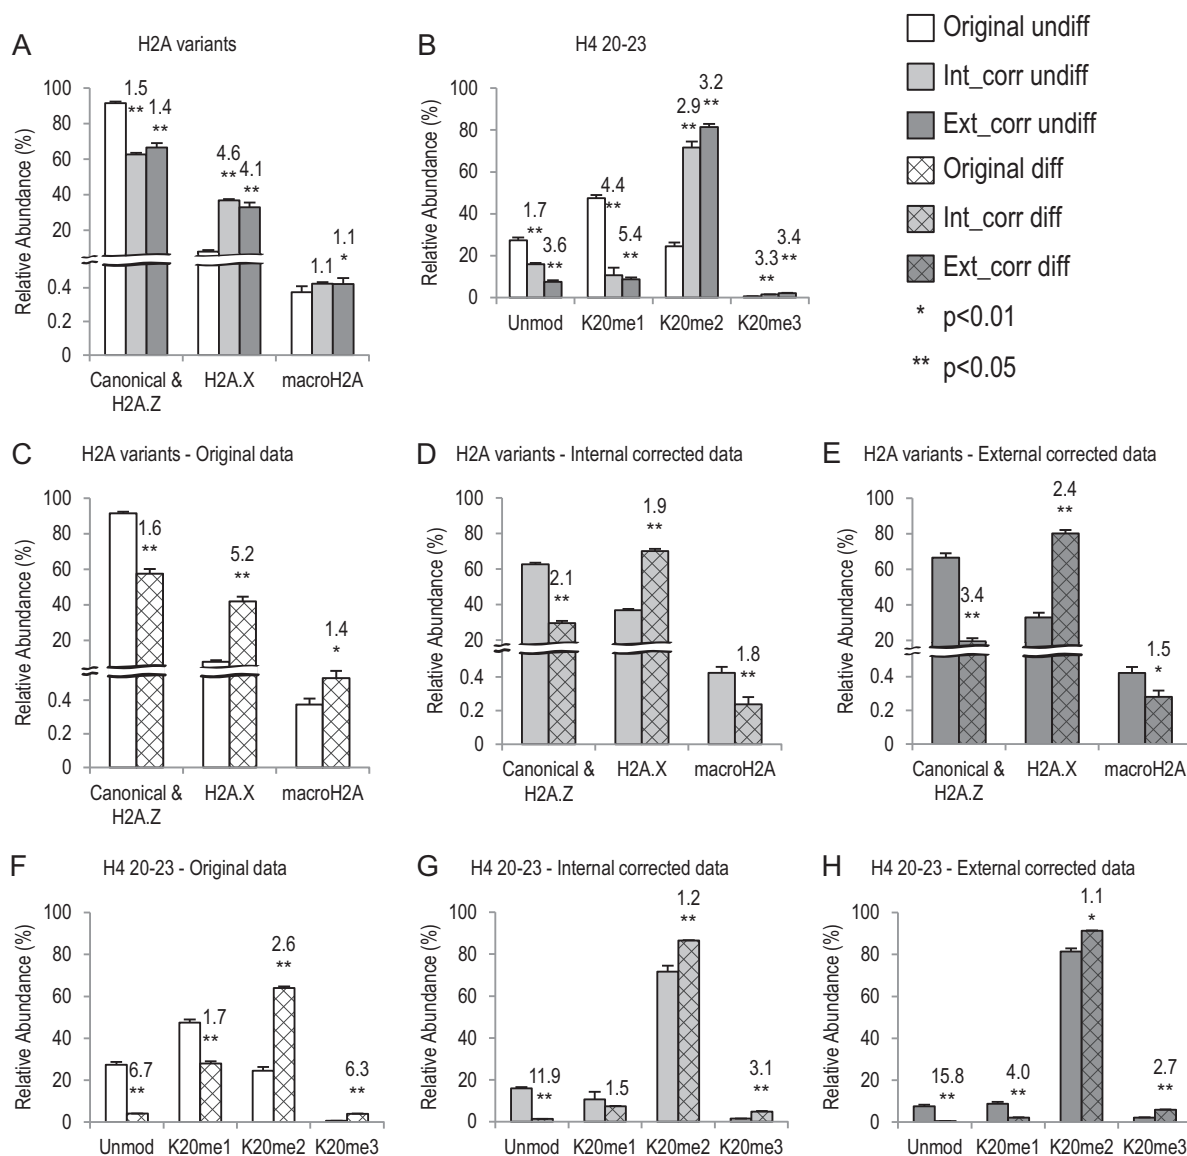 A
H2A variants
Relative Abundance (%)
100
80
60
40
20
0.4
0.2
0
1.5
**
1.4
**
4.6
**
4.1
**
1.1
1.1
*
Canonical &
H2A.Z
H2A.X
macroH2A
B
H4 20-23
Relative Abundance (%)
100
80
60
40
20
0
1.7
**
3.6
**
4.4
**
5.4
**
2.9
**
3.2
**
3.3
**
3.4
**
Unmod
K20me1
K20me2
K20me3
Original undiff
Int_corr undiff
Ext_corr undiff
Original diff
Int_corr diff
Ext_corr diff
* p<0.01
** p<0.05
C
H2A variants - Original data
Relative Abundance (%)
100
80
60
40
20
0.4
0.2
0
1.6
**
5.2
**
1.4
*
Canonical &
H2A.Z
H2A.X
macroH2A
D
H2A variants - Internal corrected data
Relative Abundance (%)
100
80
60
40
20
0.4
0.2
0
2.1
**
1.9
**
1.8
**
Canonical &
H2A.Z
H2A.X
macroH2A
E
H2A variants - External corrected data
Relative Abundance (%)
100
80
60
40
20
0.4
0.2
0
3.4
**
2.4
**
1.5
*
Canonical &
H2A.Z
H2A.X
macroH2A
F
H4 20-23 - Original data
Relative Abundance (%)
100
80
60
40
20
0
6.7
**
1.7
**
2.6
**
6.3
**
Unmod
K20me1
K20me2
K20me3
G
H4 20-23 - Internal corrected data
Relative Abundance (%)
100
80
60
40
20
0
11.9
**
1.5
1.2
**
3.1
**
Unmod
K20me1
K20me2
K20me3
H
H4 20-23 - External corrected data
Relative Abundance (%)
100
80
60
40
20
0
15.8
**
4.0
**
1.1
*
2.7
**
Unmod
K20me1
K20me2
K20me3